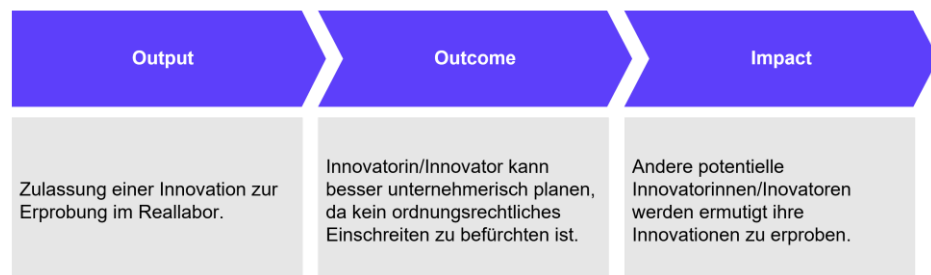 Output
Outcome
Impact
Zulassung einer Innovation zur
Erprobung im Reallabor.
Innovatorin/Innovator kann
besser unternehmerisch planen,
da kein ordnungsrechtliches
Einschreiten zu befürchten ist.
Andere potentielle
Innovatorinnen/Inovatoren
werden ermutigt ihre
Innovationen zu erproben.